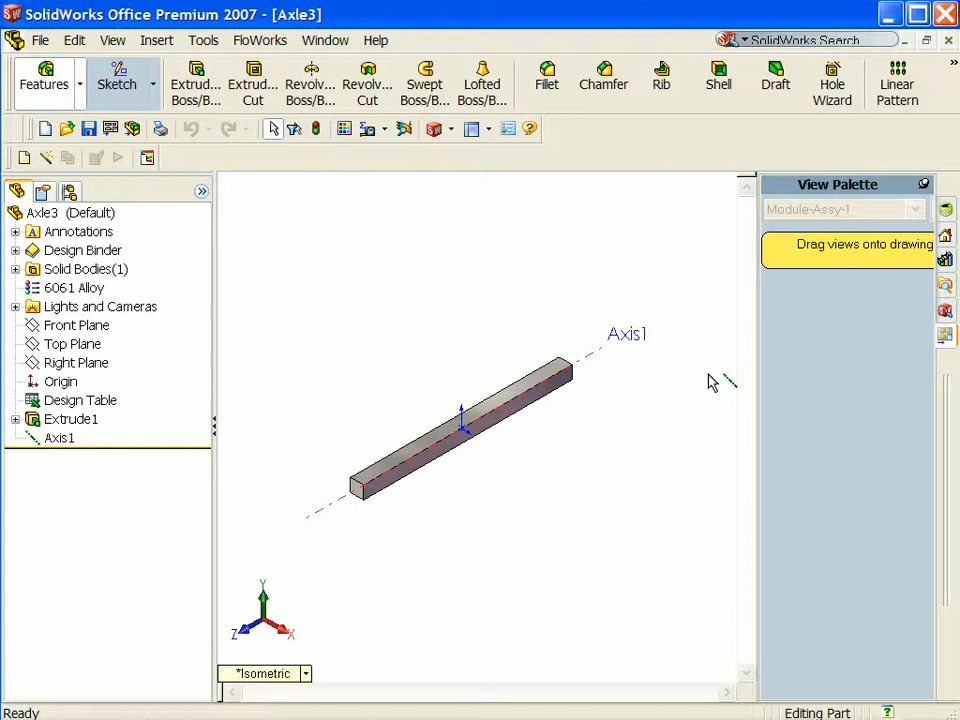 SolidWorks Office Premium 2007 - [Axle3]
File Edit View Insert Tools FloWorks Window Help SolidWorks Search
Features Sketch Extrud... Boss/B... Extrud... Cut Revolv... Boss/B... Revolv... Cut Swept Boss/B... Lofted Boss/B... Fillet Chamfer Rib Shell Draft Hole Wizard Linear Pattern
View Palette
Module-Assy-1
Drag views onto drawing
Axle3 (Default)
Annotations
Design Binder
Solid Bodies(1)
6061 Alloy
Lights and Cameras
Front Plane
Top Plane
Right Plane
Origin
Design Table
Extrude1
Axis1
Axis1
Y
Z X
*Isometric
Ready Editing Part